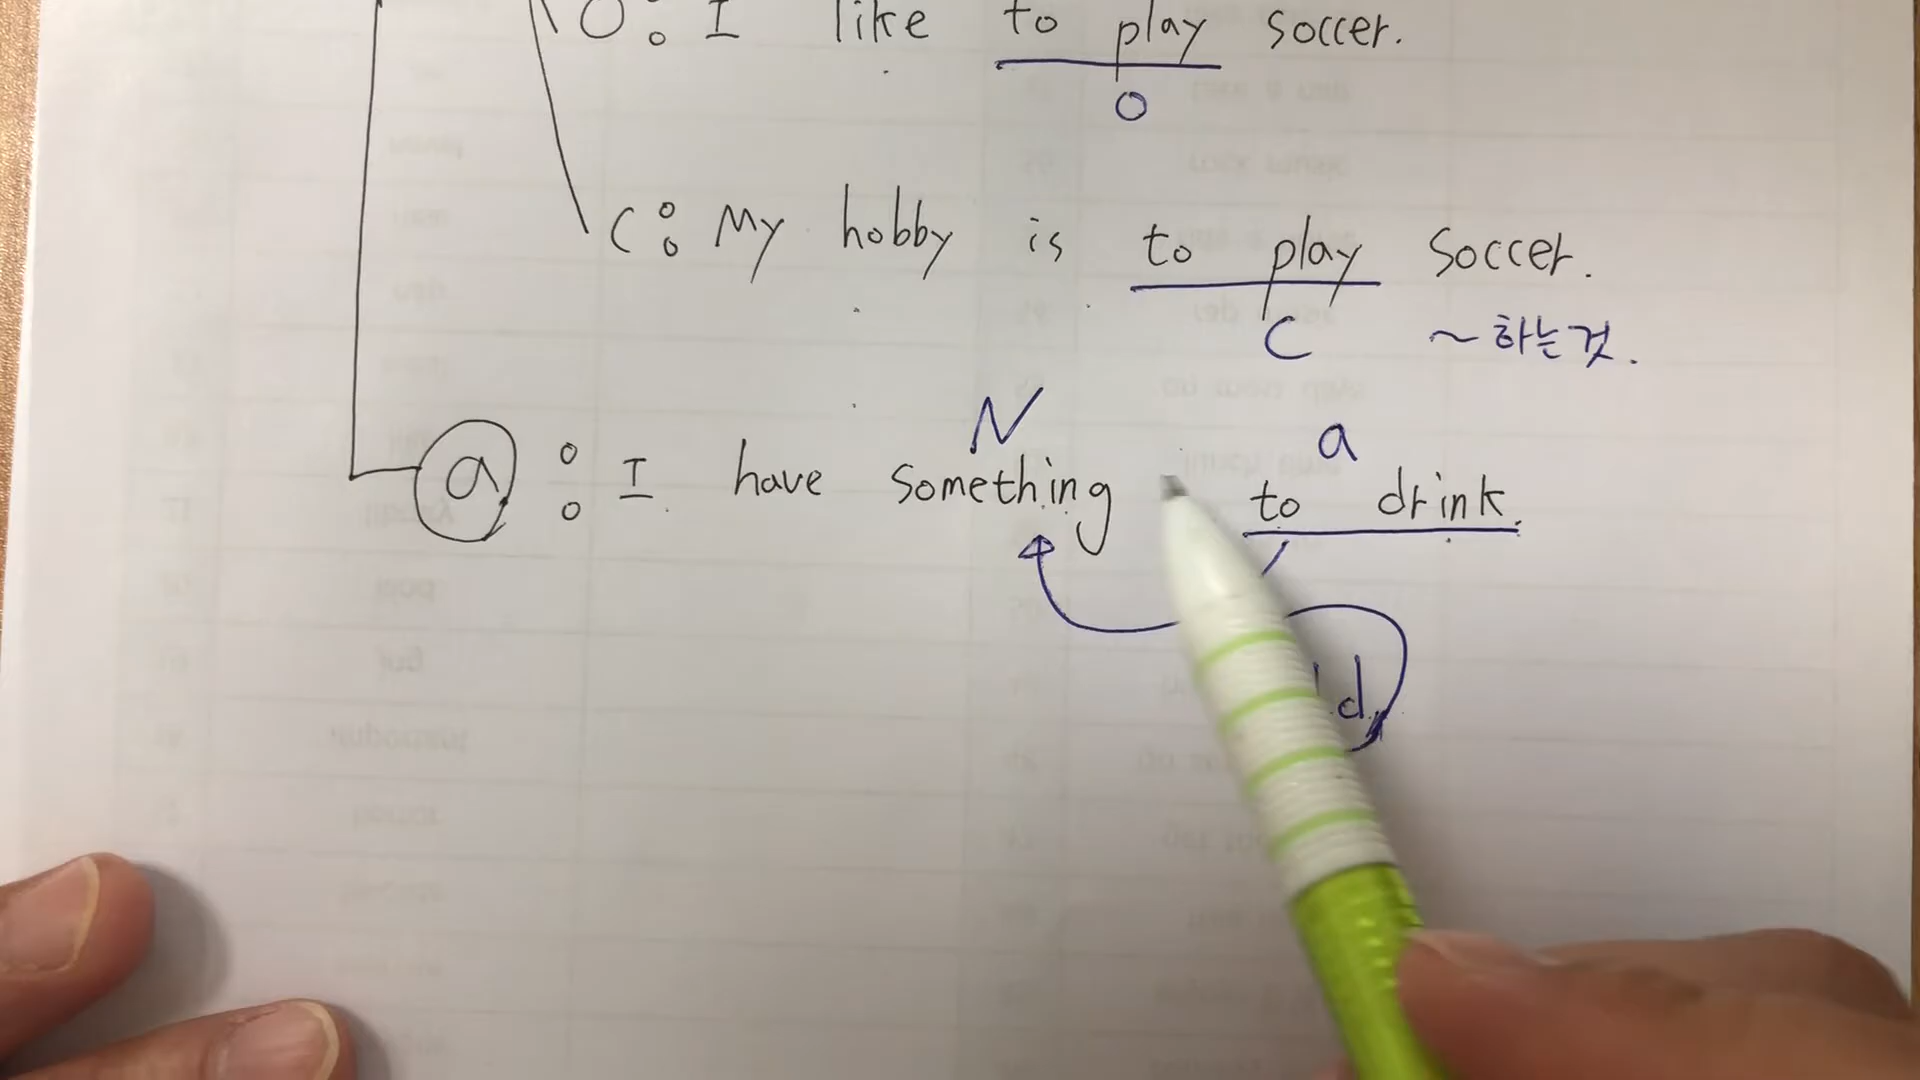 O: I like to play soccer.
O
C: My hobby is to play soccer.
C ~하는것.
N a
a : I have something to drink.